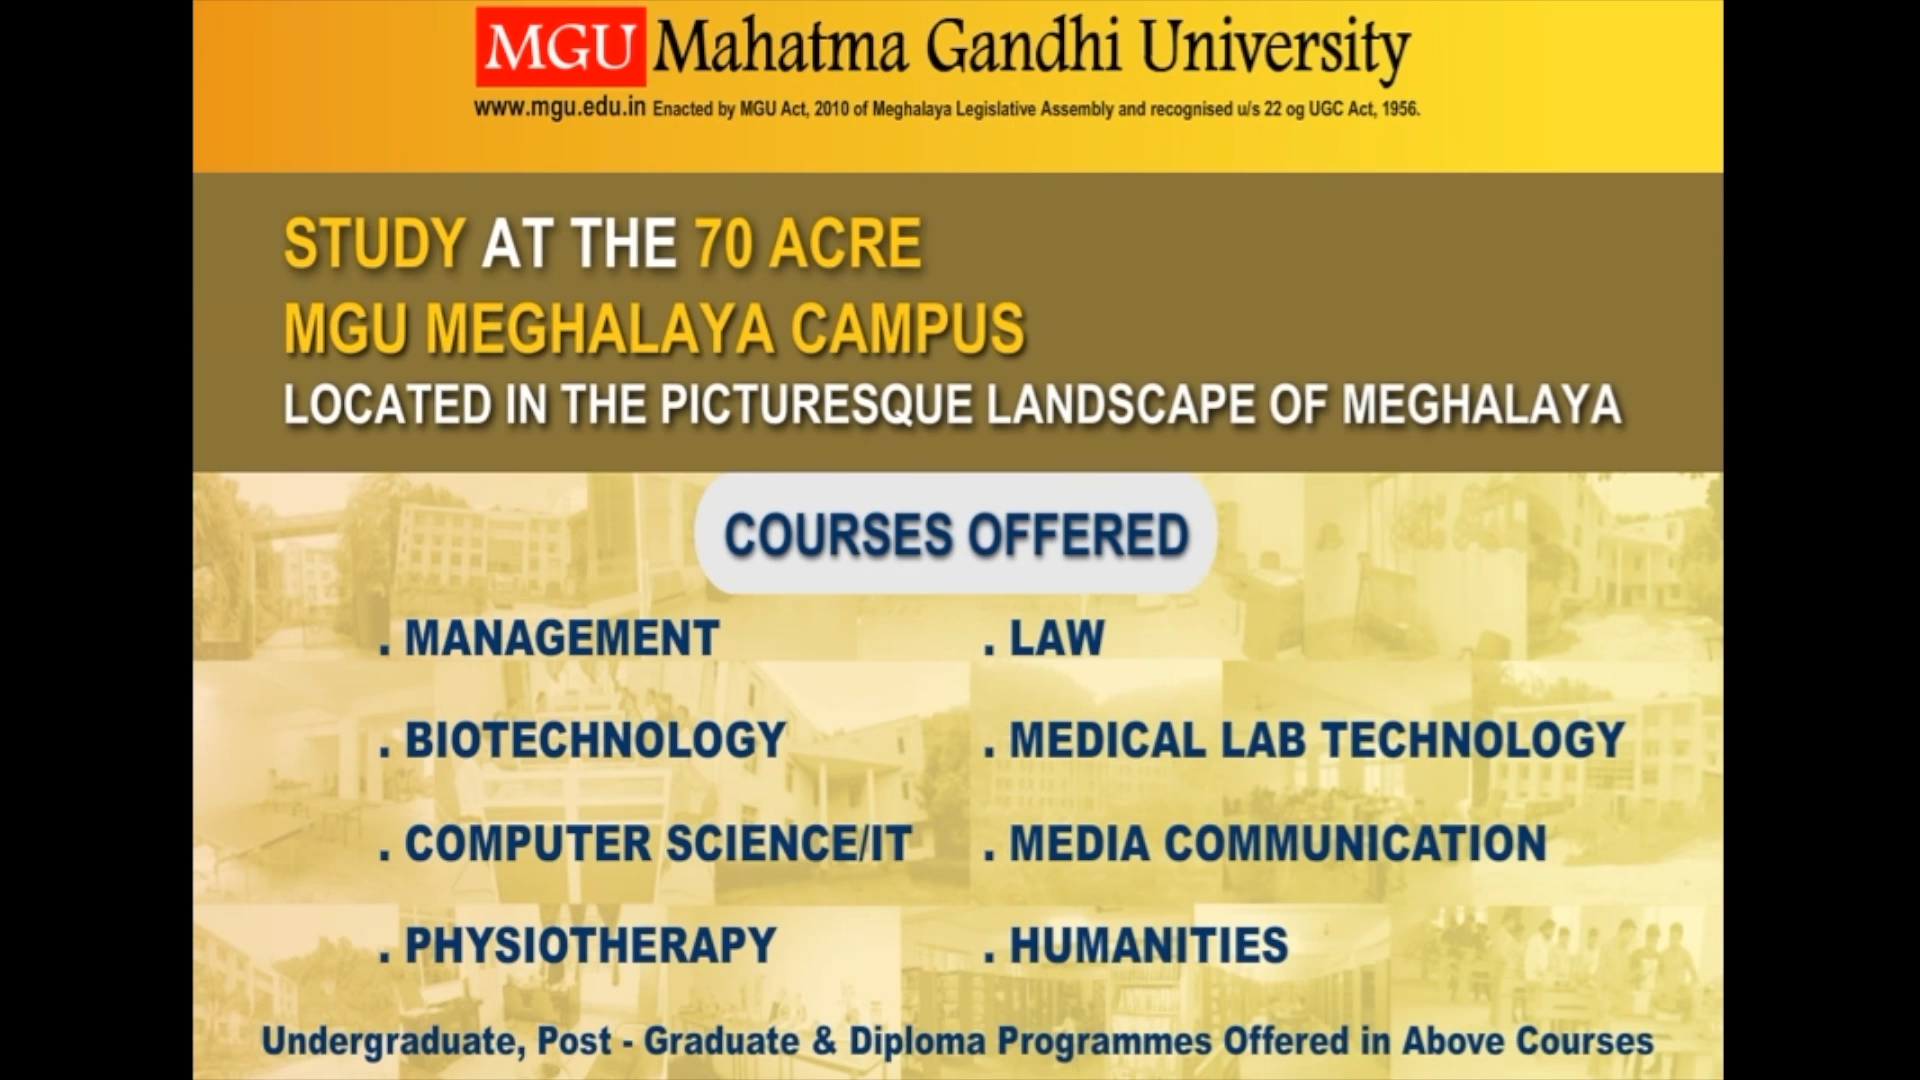 MGU Mahatma Gandhi University
www.mgu.edu.in Enacted by MGU Act, 2010 of Meghalaya Legislative Assembly and recognised u/s 22 og UGC Act, 1956.
STUDY AT THE 70 ACRE
MGU MEGHALAYA CAMPUS
LOCATED IN THE PICTURESQUE LANDSCAPE OF MEGHALAYA
COURSES OFFERED
. MANAGEMENT
. BIOTECHNOLOGY
. COMPUTER SCIENCE/IT
. PHYSIOTHERAPY
. LAW
. MEDICAL LAB TECHNOLOGY
. MEDIA COMMUNICATION
. HUMANITIES
Undergraduate, Post - Graduate & Diploma Programmes Offered in Above Courses